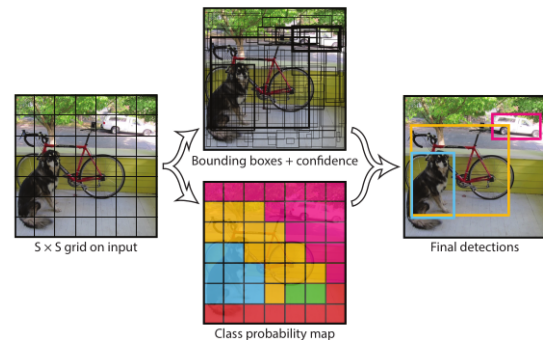 S × S grid on input
Bounding boxes + confidence
Class probability map
Final detections